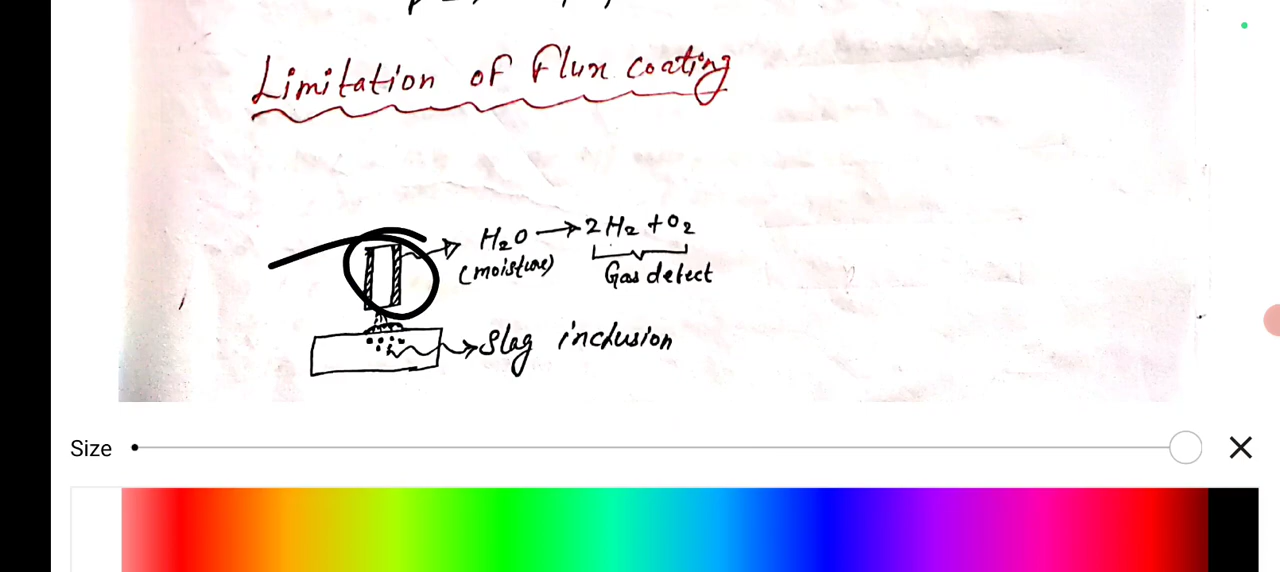 Limitation of flux coating
H₂O → 2H₂ + O₂
(moisture)
Gas defect
Slag inclusion
Size